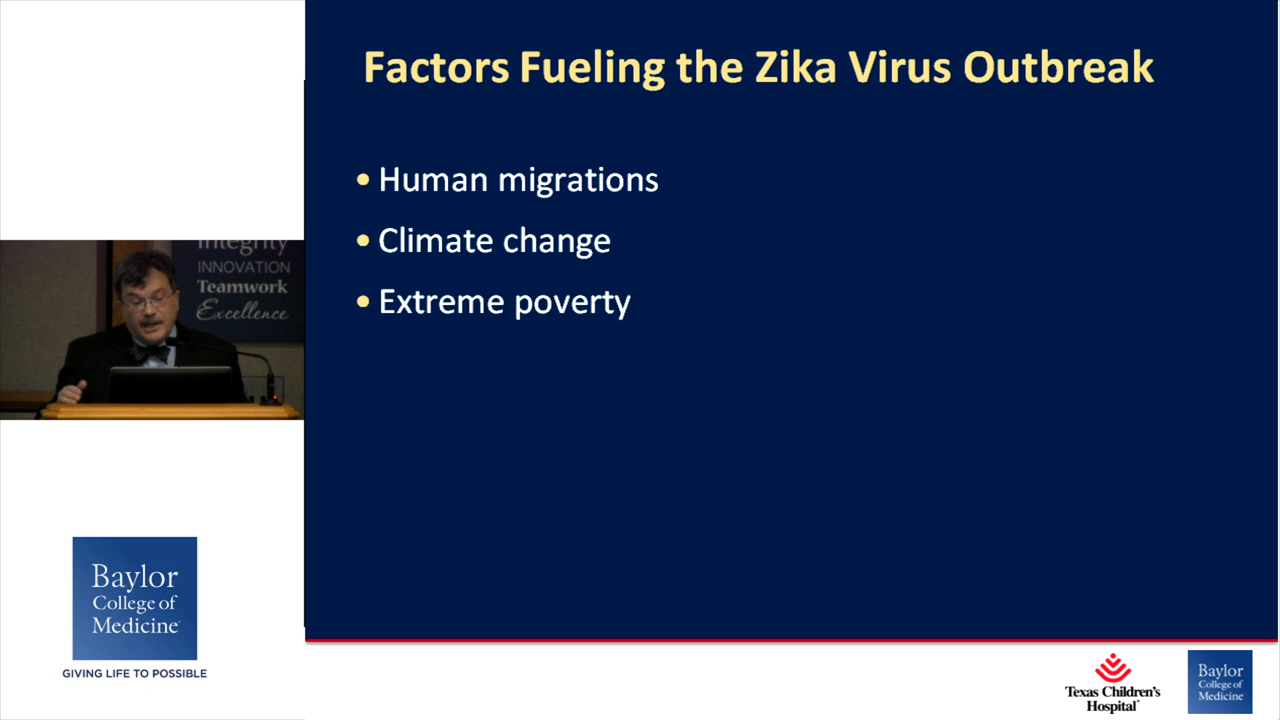 Factors Fueling the Zika Virus Outbreak
• Human migrations
• Climate change
• Extreme poverty
Integrity
INNOVATION
Teamwork
Excellence
Baylor
College of
Medicine
GIVING LIFE TO POSSIBLE
Texas Children's
Hospital
Baylor
College of
Medicine